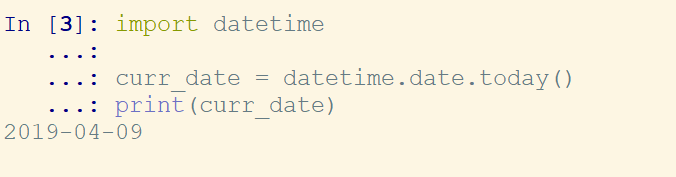 In [3]: import datetime
   ...:
   ...: curr_date = datetime.date.today()
   ...: print(curr_date)
2019-04-09